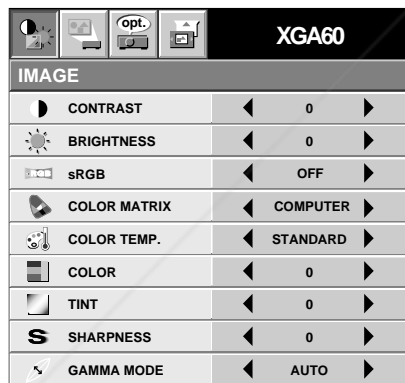 opt.
XGA60
IMAGE
CONTRAST 0
BRIGHTNESS 0
sRGB OFF
COLOR MATRIX COMPUTER
COLOR TEMP. STANDARD
COLOR 0
TINT 0
S SHARPNESS 0
GAMMA MODE AUTO